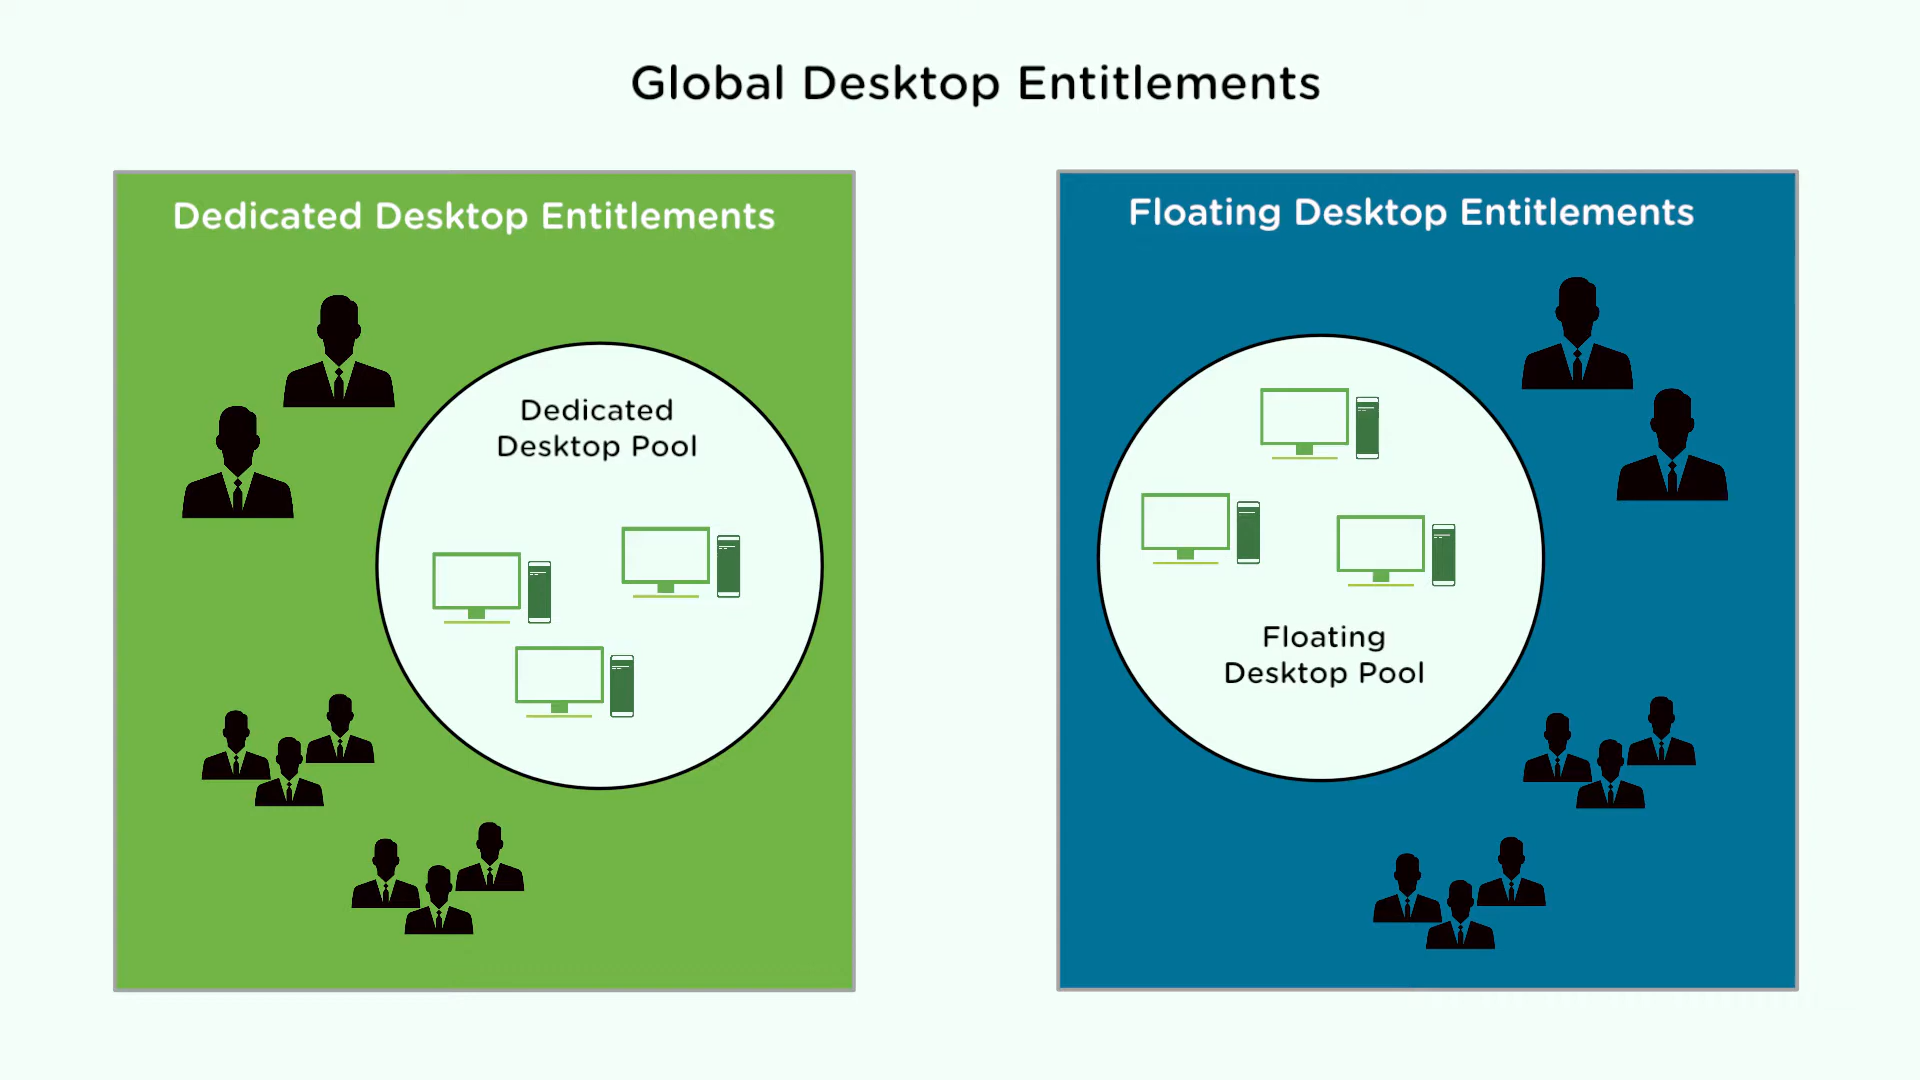 Global Desktop Entitlements
Dedicated Desktop Entitlements
Dedicated
Desktop Pool
Floating Desktop Entitlements
Floating
Desktop Pool